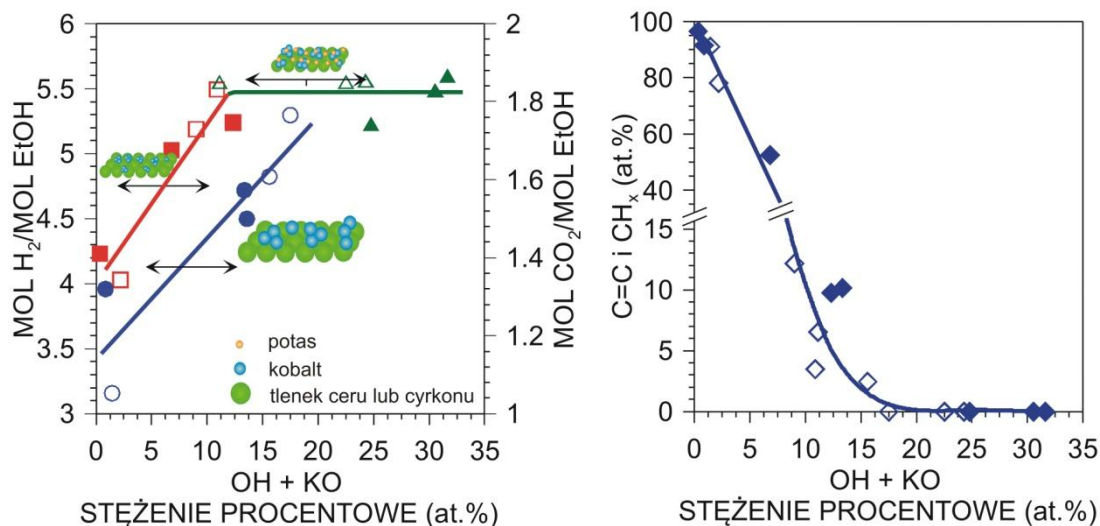 MOL H₂/MOL EtOH
6
5.5
5
4.5
4
3.5
3
2
1.8
1.6
1.4
1.2
1
MOL CO₂/MOL EtOH
potas
kobalt
tlenek ceru lub cyrkonu
0 5 10 15 20 25 30 35
OH + KO
STĘŻENIE PROCENTOWE (at.%)
C=C i CHₓ (at.%)
100
80
60
40
15
10
5
0
0 5 10 15 20 25 30 35
OH + KO
STĘŻENIE PROCENTOWE (at.%)